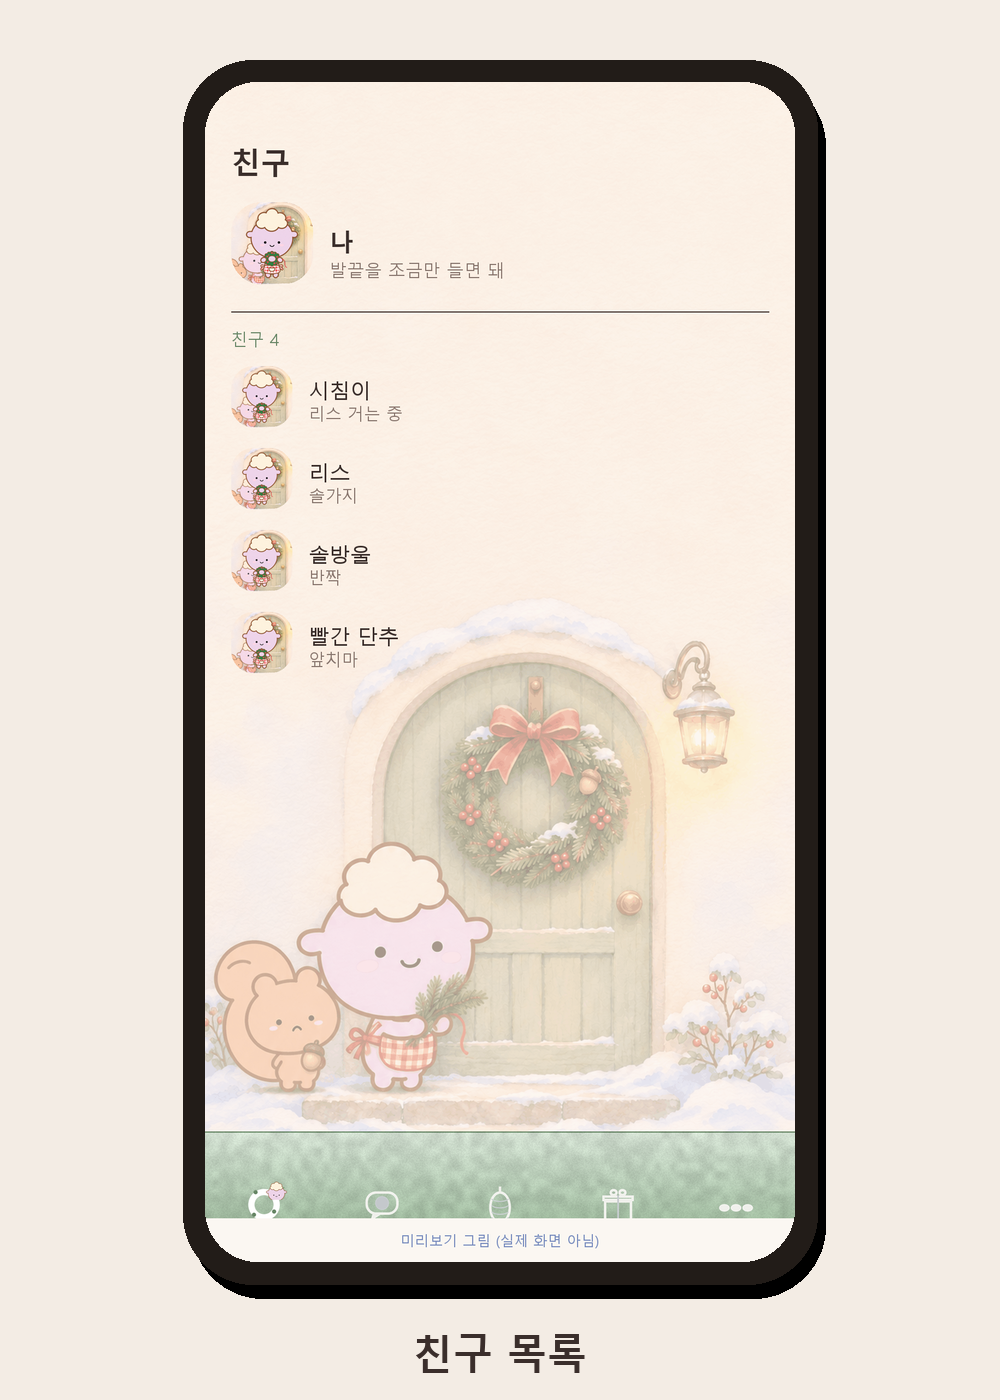 친구
나
발끝을 조금만 들면 돼
친구 4
시침이
리스 거는 중
리스
솔가지
솔방울
반짝
빨간 단추
앞치마
미리보기 그림 (실제 화면 아님)
친구 목록